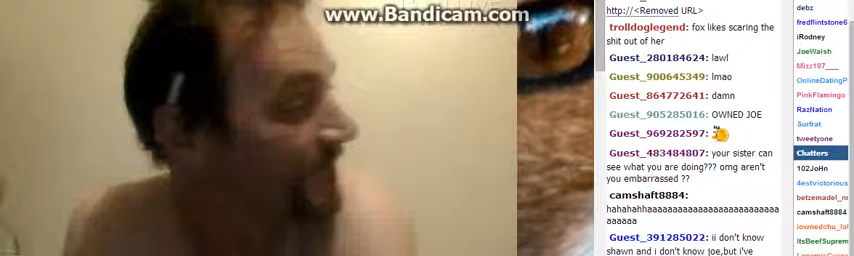 www.Bandicam.com
http://<Removed URL>
trolldoglegend: fox likes scaring the
shit out of her
Guest_280184624: lawl
Guest_900645349: lmao
Guest_864772641: damn
Guest_905285016: OWNED JOE
Guest_969282597:
Guest_483484807: your sister can
see what you are doing??? omg aren't
you embarrassed ??
camshaft8884:
hahahahhaaaaaaaaaaaaaaaaaaaaaaaaaa
aaaaaa
Guest_391285022: ii don't know
shawn and i don't know joe,but i've
debz
fredflintstone6
iRodney
JoeWalsh
Mizz187___
OnlineDatingP
PinkFlamingo
RazNation
Surfrat
tweetyone
Chatters
102JoHn
4estvictorious
betzemadel_nr
camshaft8884
iownedchu_lol
ItsBeefSuprem